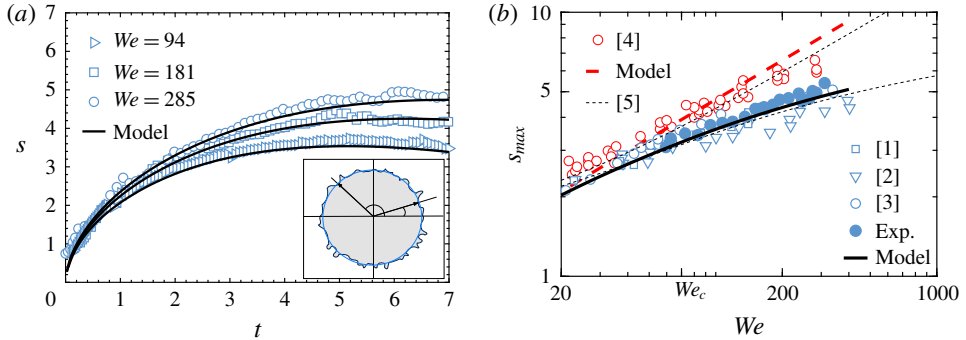 (a)
7
6
5
4
3
2
1
0
s
We = 94
We = 181
We = 285
Model
1
2
3
4
5
6
7
t
(b)
10
5
1
s_max
[4]
Model
[5]
[1]
[2]
[3]
Exp.
Model
20
We_c
200
1000
We